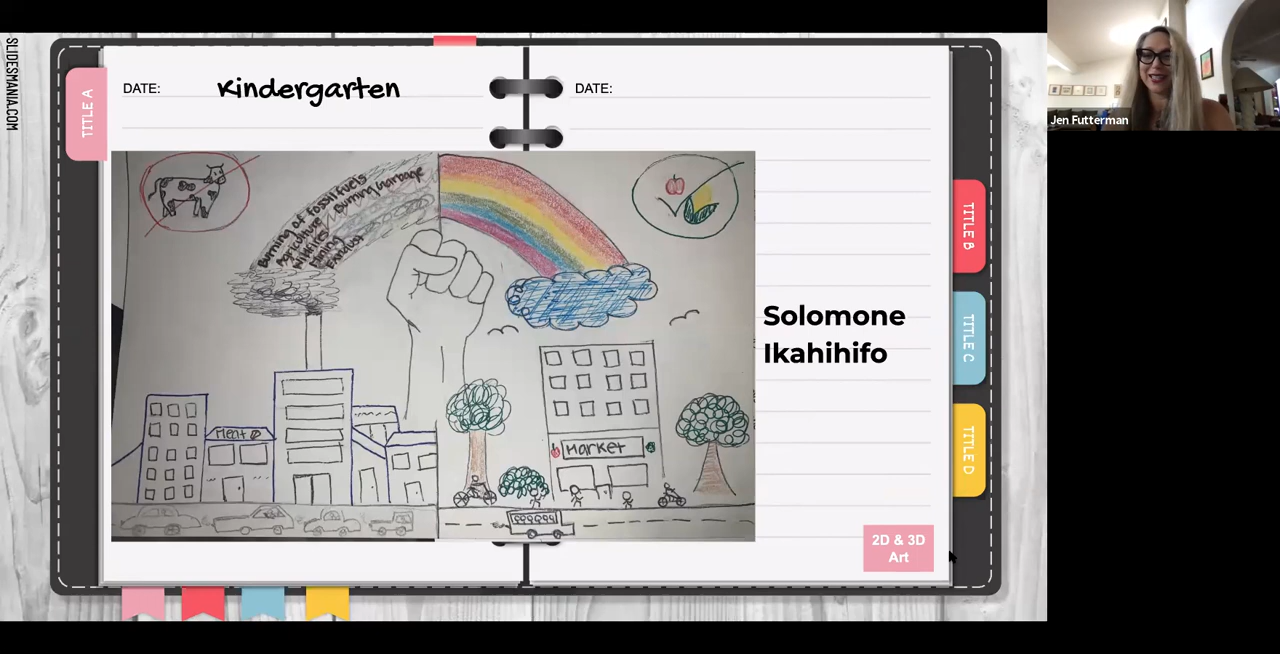 SLIDESMANIA.COM
TITLE A
DATE:
Kindergarten
DATE:
Burning of fossil fuels
Burning Garbage
Agriculture
Meat
Market
Solomone
Ikahihifo
2D & 3D
Art
TITLE B
TITLE C
TITLE D
Jen Futterman